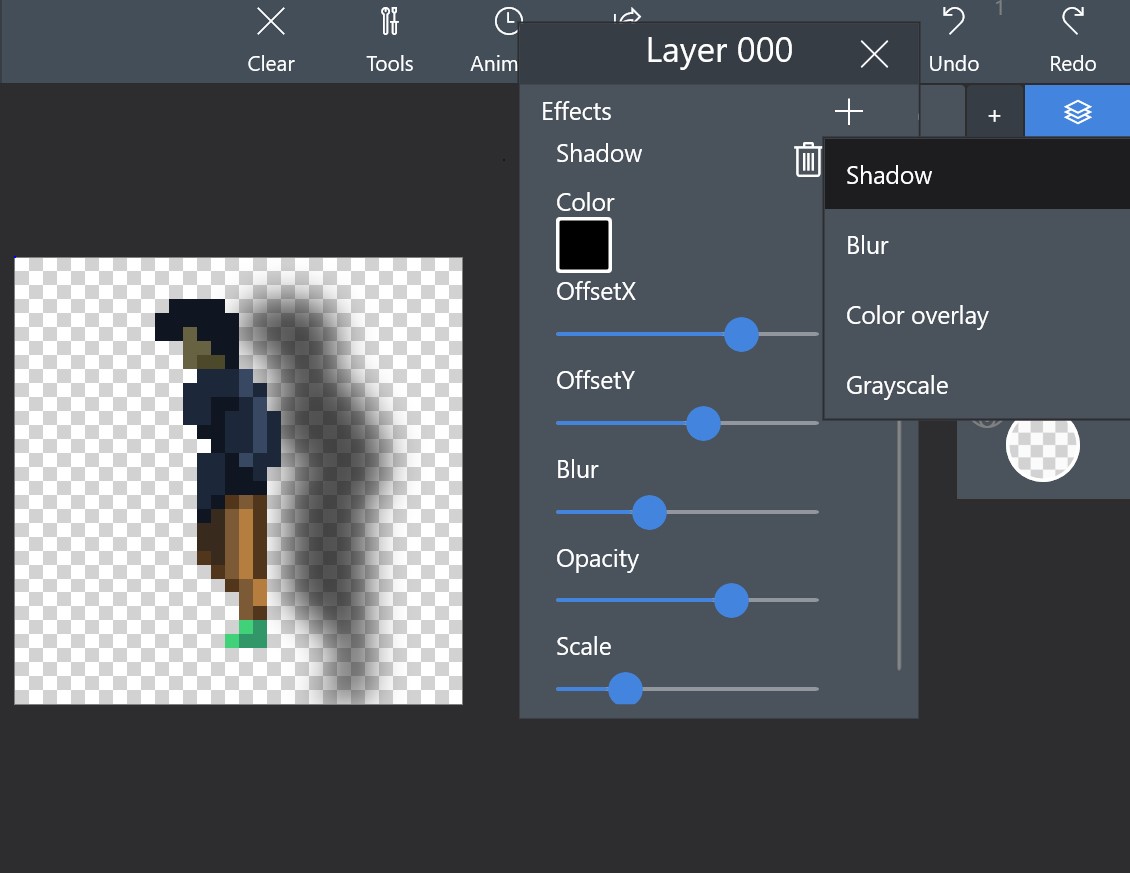 Clear
Tools
Anim
Layer 000
1
Undo
Redo
Effects
+
Shadow
Color
OffsetX
OffsetY
Blur
Opacity
Scale
Shadow
Blur
Color overlay
Grayscale